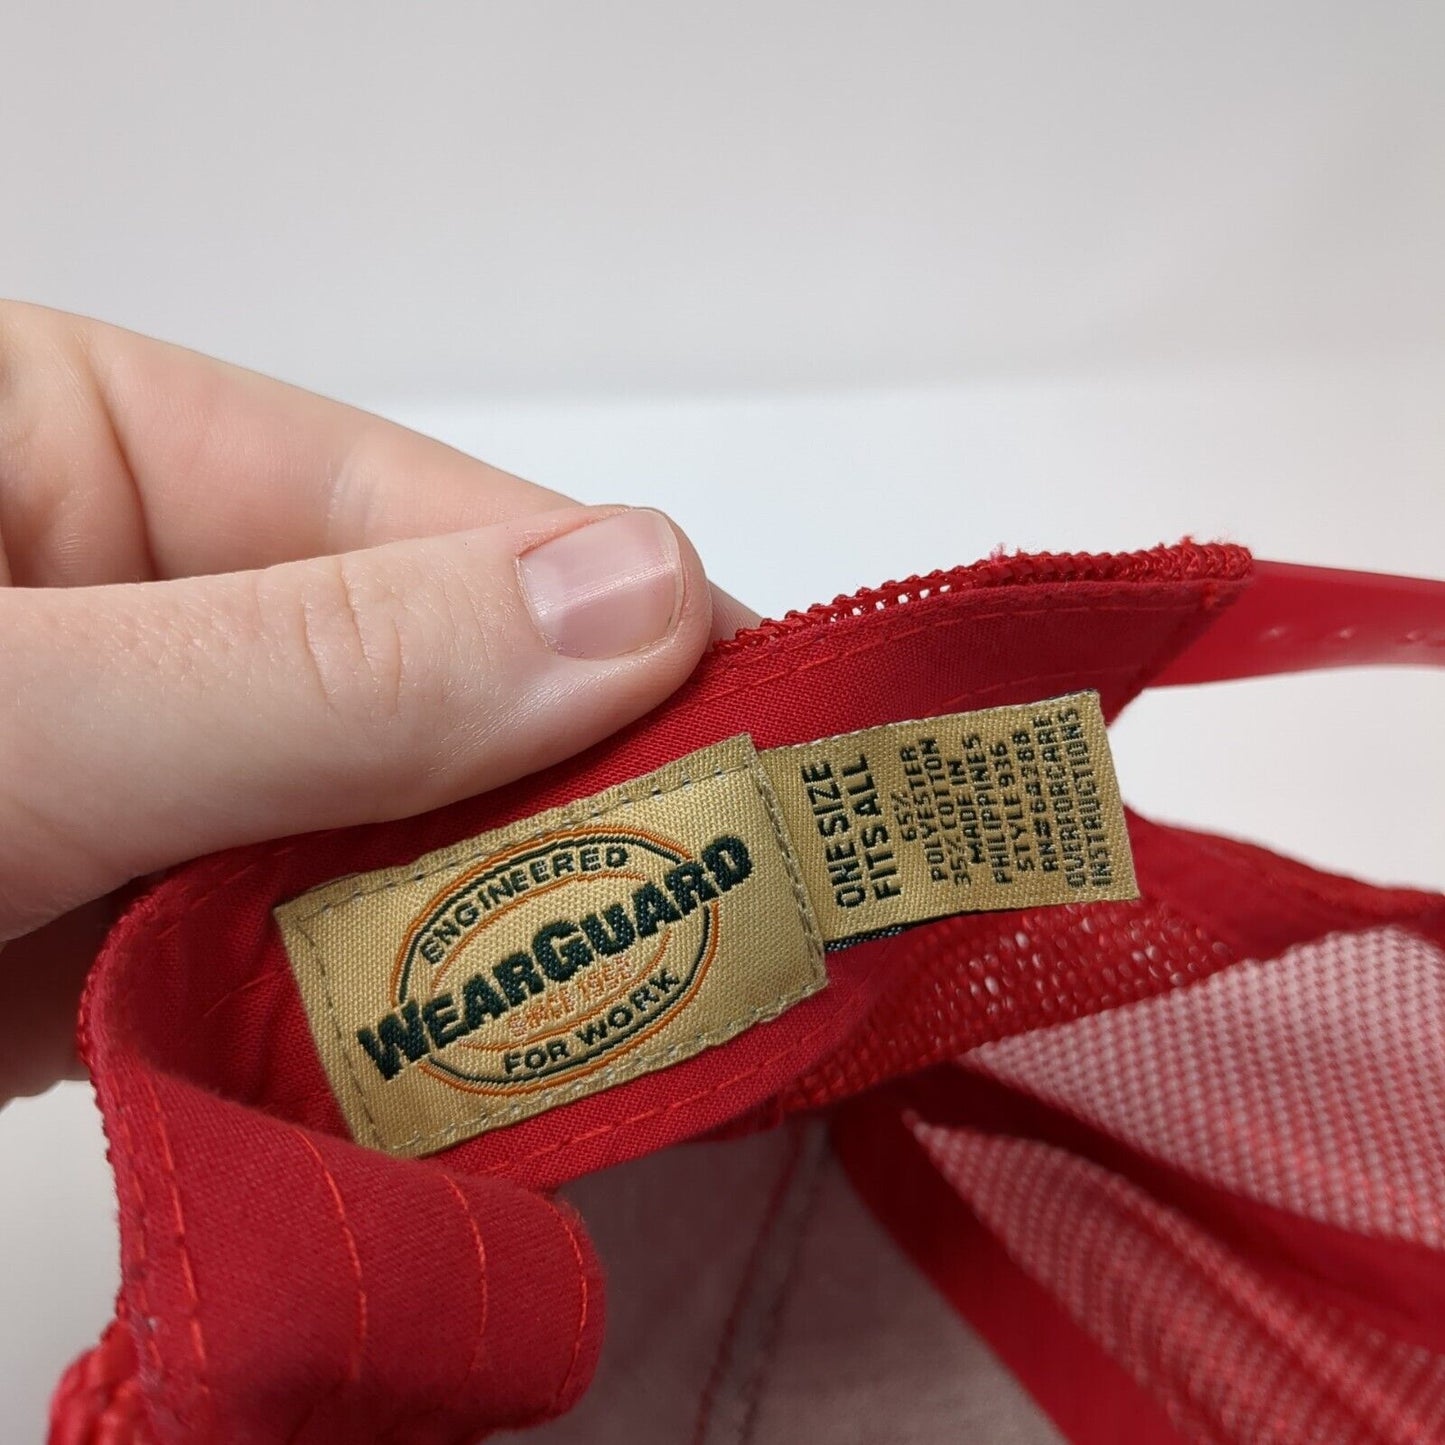 ENGINEERED
WEARGUARD
SINCE 1952
FOR WORK
ONE SIZE
FITS ALL
65%
POLYESTER
35% COTTON
MADE IN
PHILIPPINES
STYLE 936
RN# 64288
OVER FOR CARE
INSTRUCTIONS